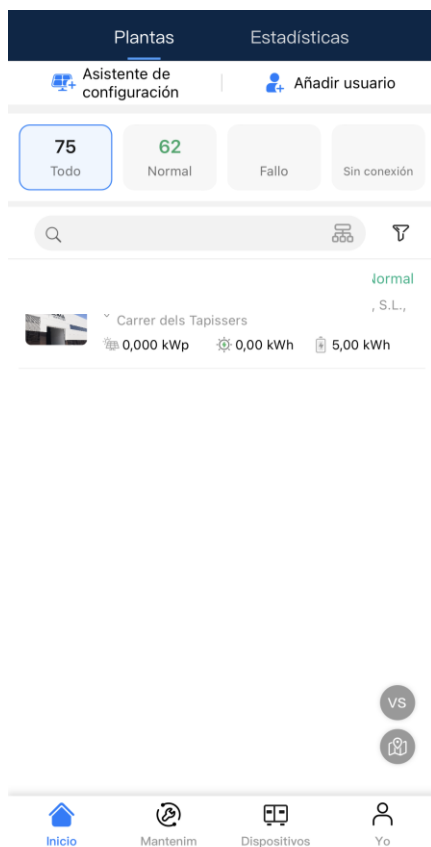 Plantas Estadísticas
Asistente de configuración Añadir usuario
75 62
Todo Normal Fallo Sin conexión
Normal
, S.L.,
Carrer dels Tapissers
0,000 kWp 0,00 kWh 5,00 kWh
VS
Inicio Mantenim Dispositivos Yo